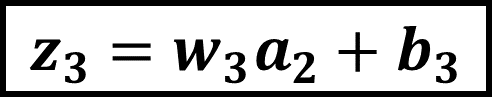 z₃ = w₃a₂ + b₃